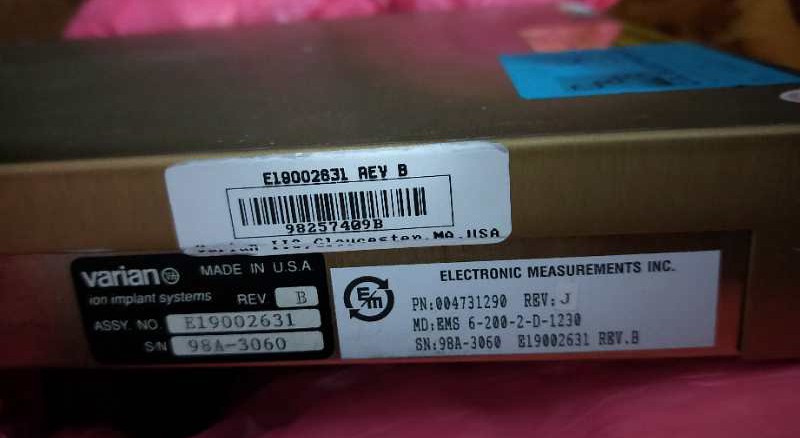 E19002631 REV B
98257409B
Varian IIS, Gloucester, MA, USA
varian
MADE IN U.S.A
ion implant systems
REV. B
ASSY. NO. E19002631
S/N 98A-3060
ELECTRONIC MEASUREMENTS INC.
E/M
PN:004731290 REV: J
MD:EMS 6-200-2-D-1230
SN:98A-3060 E19002631 REV.B